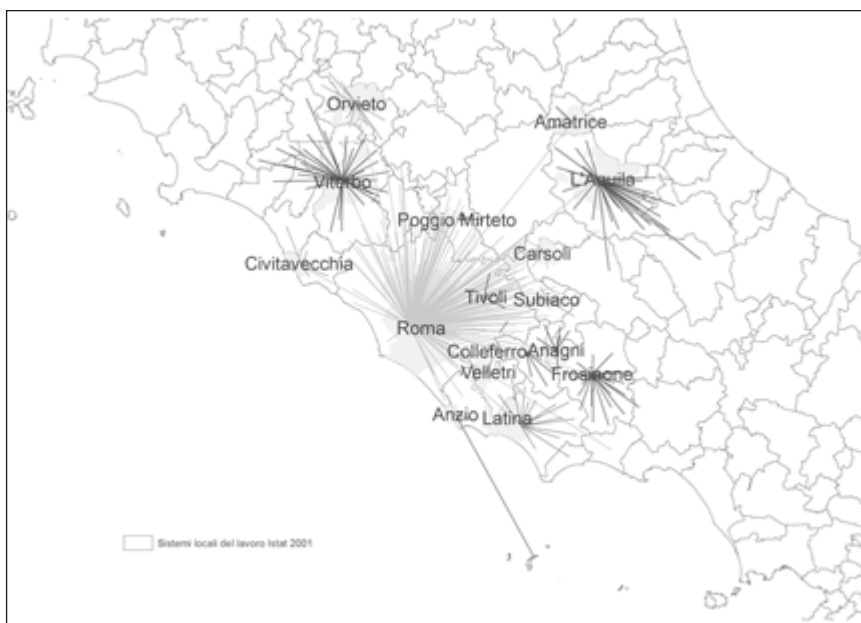 Orvieto
Amatrice
Viterbo
L'Aquila
Poggio Mirteto
Carsoli
Civitavecchia
Tivoli
Subiaco
Roma
Colleferro
Anagni
Velletri
Frosinone
Anzio
Latina
Sistemi locali del lavoro Istat 2001